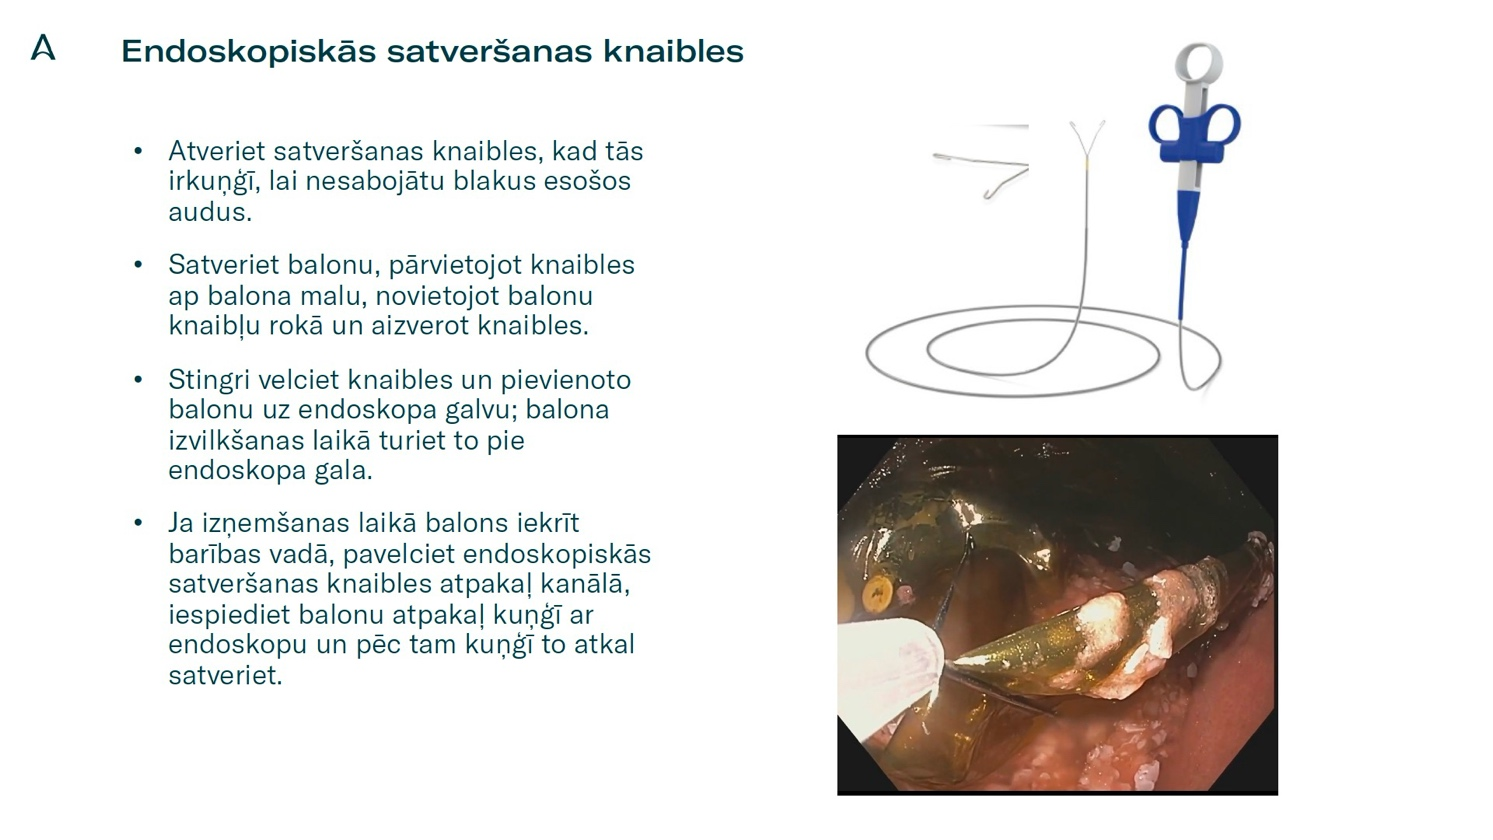 Endoskopiskās satveršanas knaibles
• Atveriet satveršanas knaibles, kad tās
irkuņģī, lai nesabojātu blakus esošos
audus.
• Satveriet balonu, pārvietojot knaibles
ap balona malu, novietojot balonu
knaibļu rokā un aizverot knaibles.
• Stingri velciet knaibles un pievienoto
balonu uz endoskopa galvu; balona
izvilkšanas laikā turiet to pie
endoskopa gala.
• Ja izņemšanas laikā balons iekrīt
barības vadā, pavelciet endoskopiskās
satveršanas knaibles atpakaļ kanālā,
iespiediet balonu atpakaļ kuņģī ar
endoskopu un pēc tam kuņģī to atkal
satveriet.